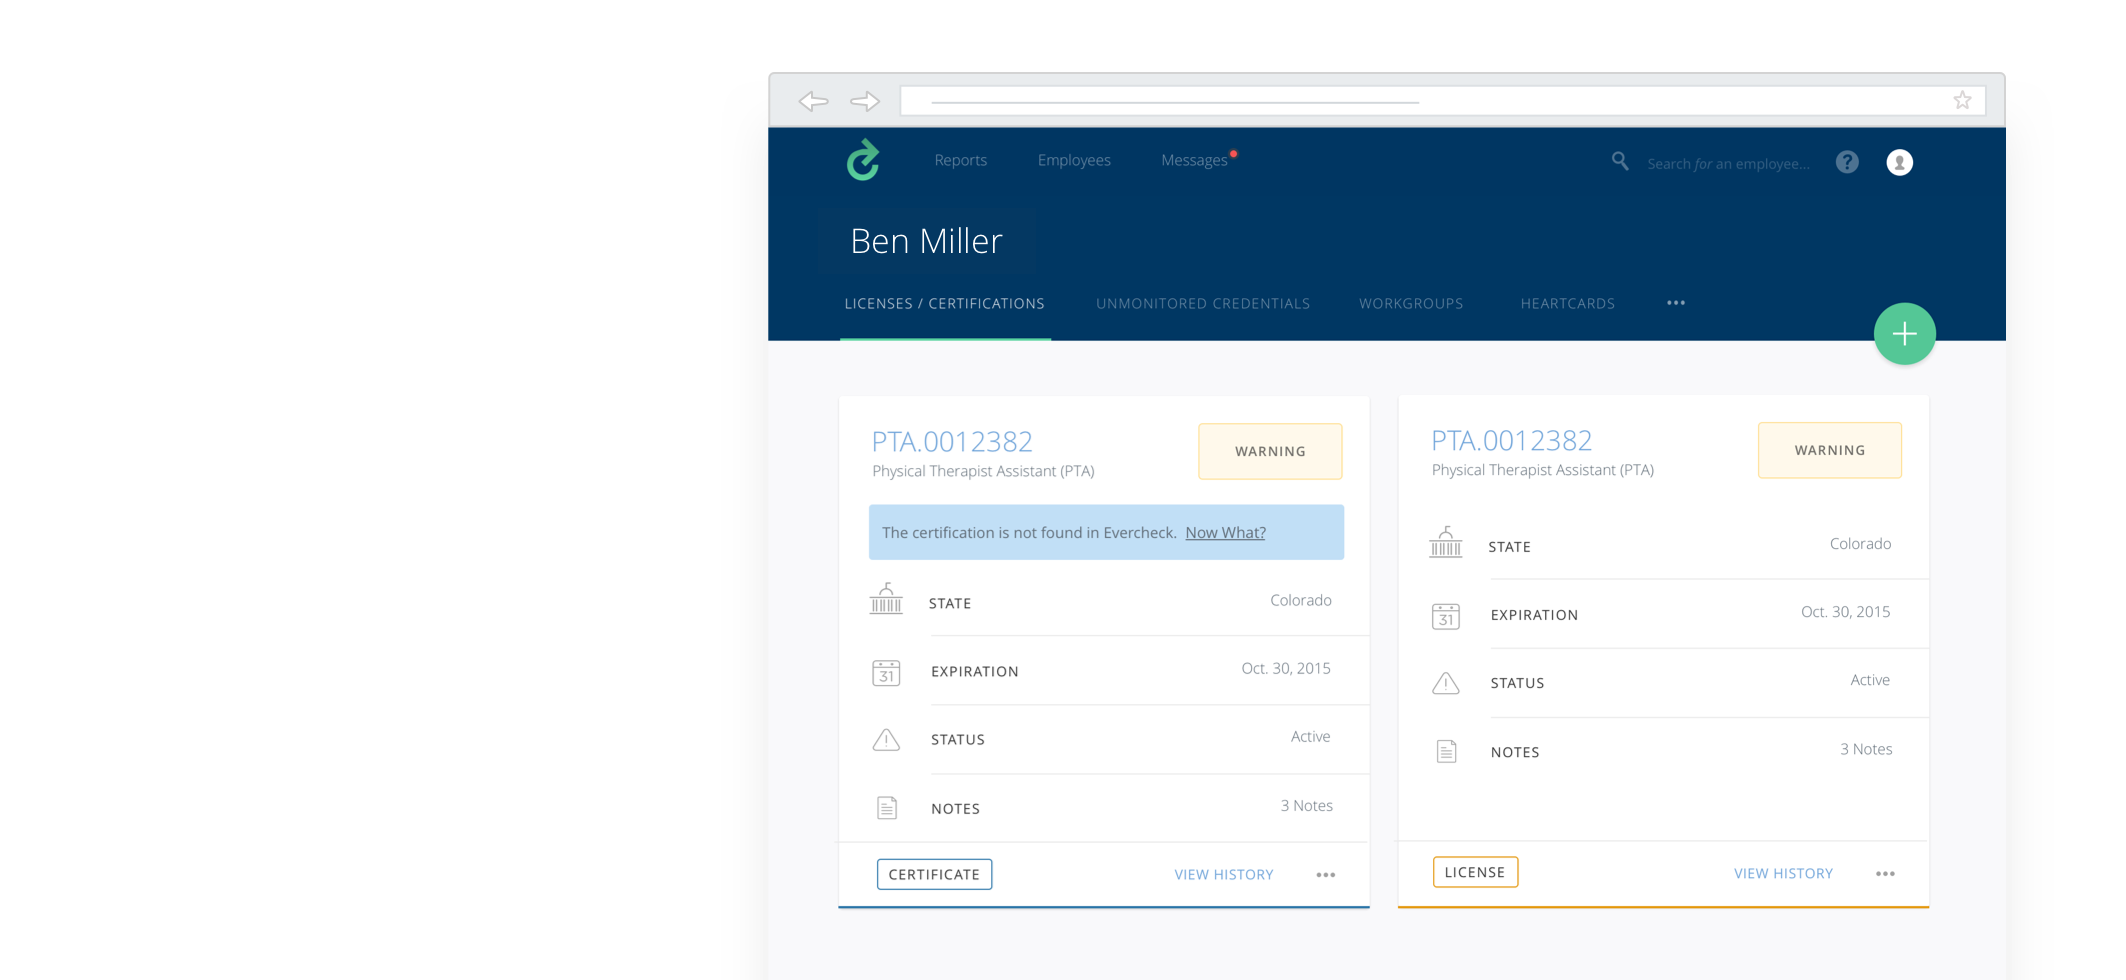 Reports Employees Messages Search for an employee... ?
Ben Miller
LICENSES / CERTIFICATIONS UNMONITORED CREDENTIALS WORKGROUPS HEARTCARDS •••
PTA.0012382
Physical Therapist Assistant (PTA)
WARNING
The certification is not found in Evercheck. Now What?
STATE Colorado
31 EXPIRATION Oct. 30, 2015
STATUS Active
NOTES 3 Notes
CERTIFICATE VIEW HISTORY •••
PTA.0012382
Physical Therapist Assistant (PTA)
WARNING
STATE Colorado
31 EXPIRATION Oct. 30, 2015
STATUS Active
NOTES 3 Notes
LICENSE VIEW HISTORY •••